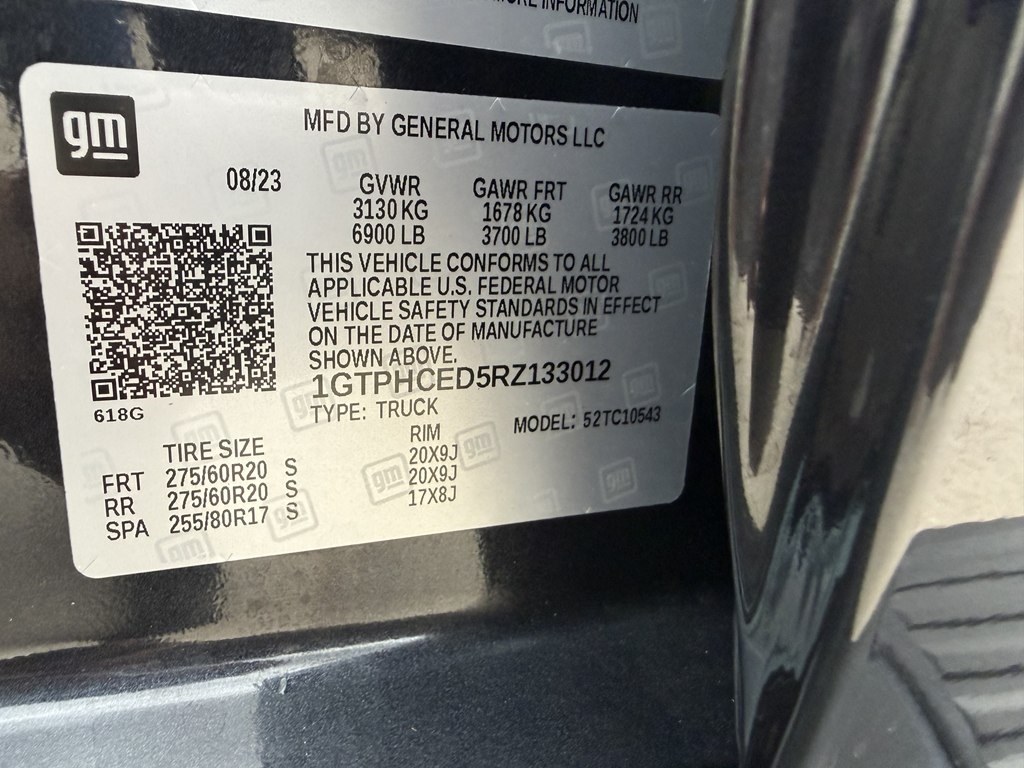 MORE INFORMATION
gm
MFD BY GENERAL MOTORS LLC
08/23
GVWR GAWR FRT GAWR RR
3130 KG 1678 KG 1724 KG
6900 LB 3700 LB 3800 LB
THIS VEHICLE CONFORMS TO ALL
APPLICABLE U.S. FEDERAL MOTOR
VEHICLE SAFETY STANDARDS IN EFFECT
ON THE DATE OF MANUFACTURE
SHOWN ABOVE.
1GTPHCED5RZ133012
618G
TYPE: TRUCK MODEL: 52TC10543
TIRE SIZE RIM
FRT 275/60R20 S 20X9J
RR 275/60R20 S 20X9J
SPA 255/80R17 S 17X8J